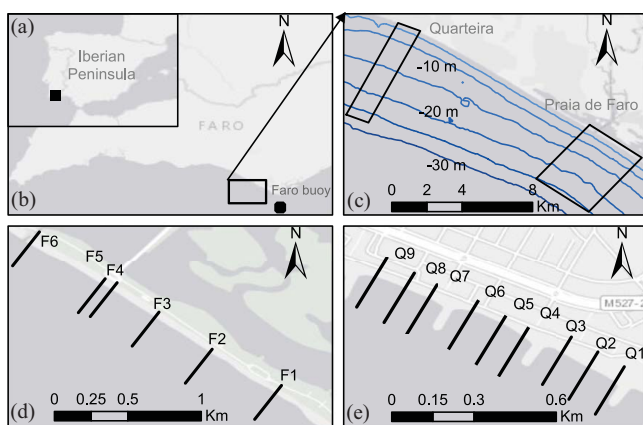 (a)
Iberian
Peninsula
N
FARO
Faro buoy
(b)
N
Quarteira
-10 m
Praia de Faro
-20 m
-30 m
(c)
0 2 4 8
Km
F6
F5
F4
F3
F2
F1
N
(d)
0 0.25 0.5 1
Km
N
Q9
Q8
Q7
Q6
Q5
Q4
Q3
Q2
Q1
M527-2
(e)
0 0.15 0.3 0.6
Km